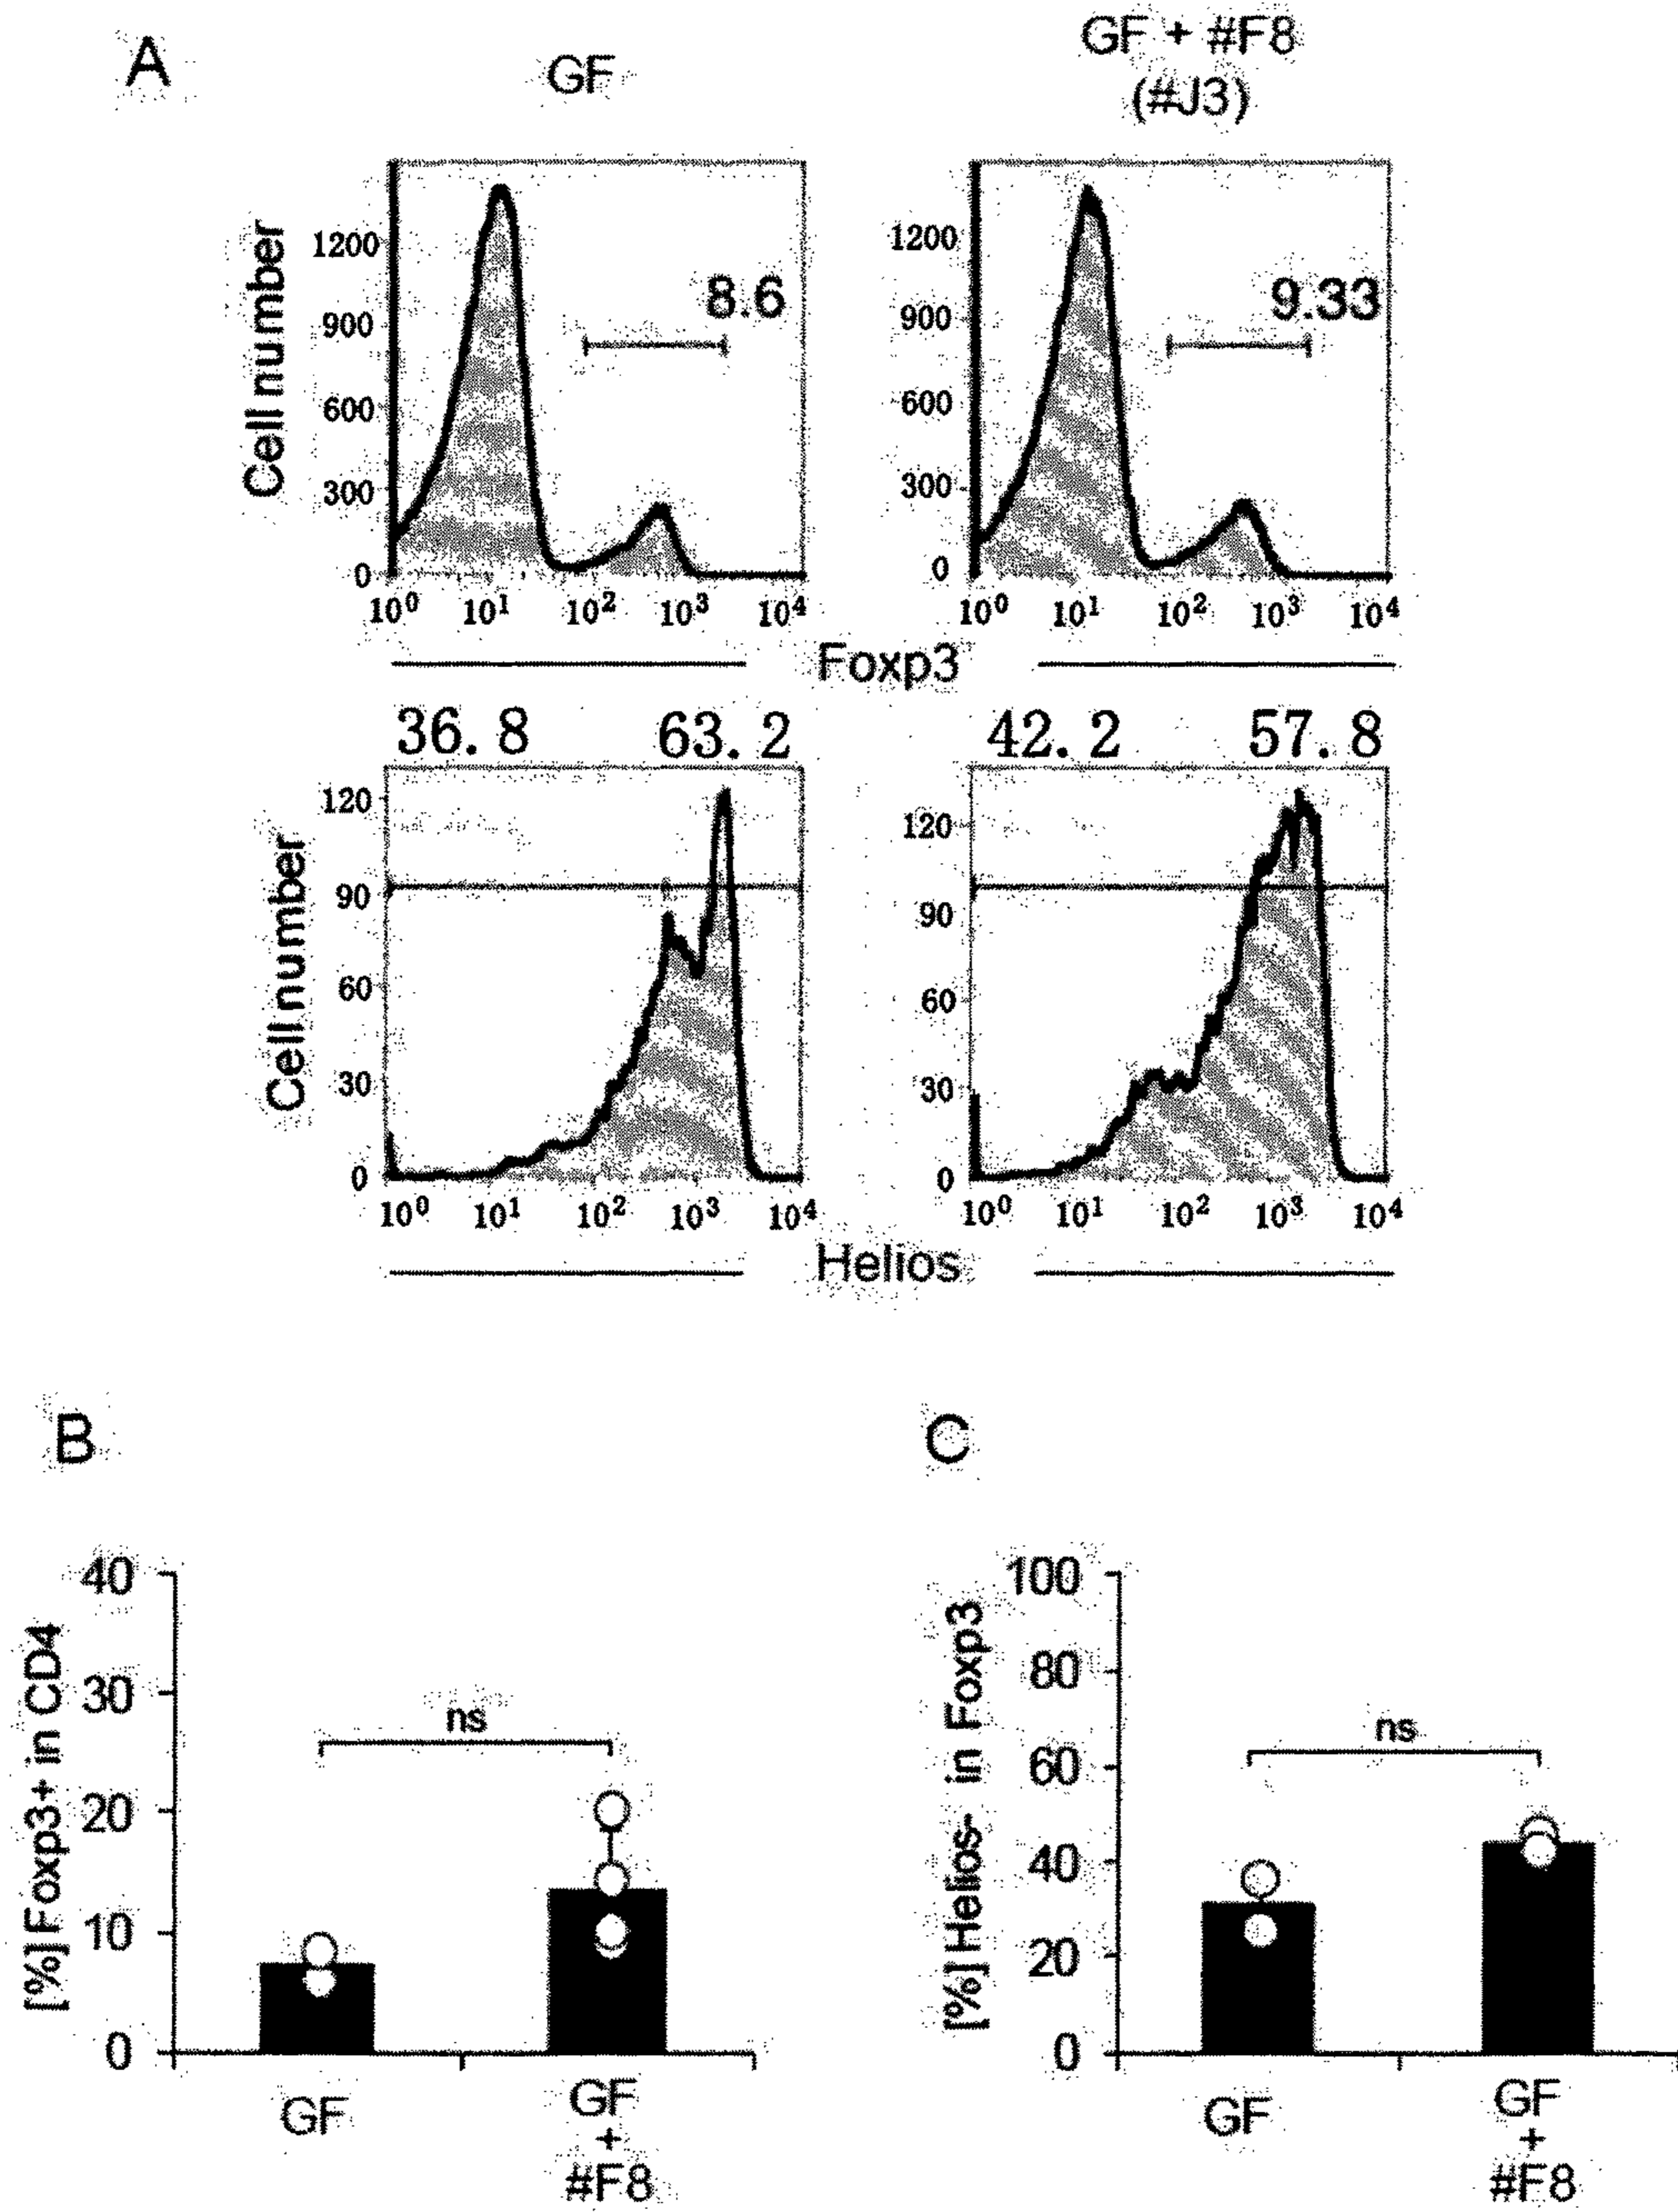 A
GF
GF + #F8
(#J3)
Cell number
1200
900
600
300
0
8.6
10⁰ 10¹ 10² 10³ 10⁴
1200
900
600
300
0
9.33
10⁰ 10¹ 10² 10³ 10⁴
Foxp3
36.8 63.2
Cell number
120
90
60
30
0
10⁰ 10¹ 10² 10³ 10⁴
42.2 57.8
120
90
60
30
0
10⁰ 10¹ 10² 10³ 10⁴
Helios
B
[%] Foxp3+ in CD4
40
30
20
10
0
ns
GF
GF
+
#F8
C
[%] Helios- in Foxp3
100
80
60
40
20
0
ns
GF
GF
+
#F8